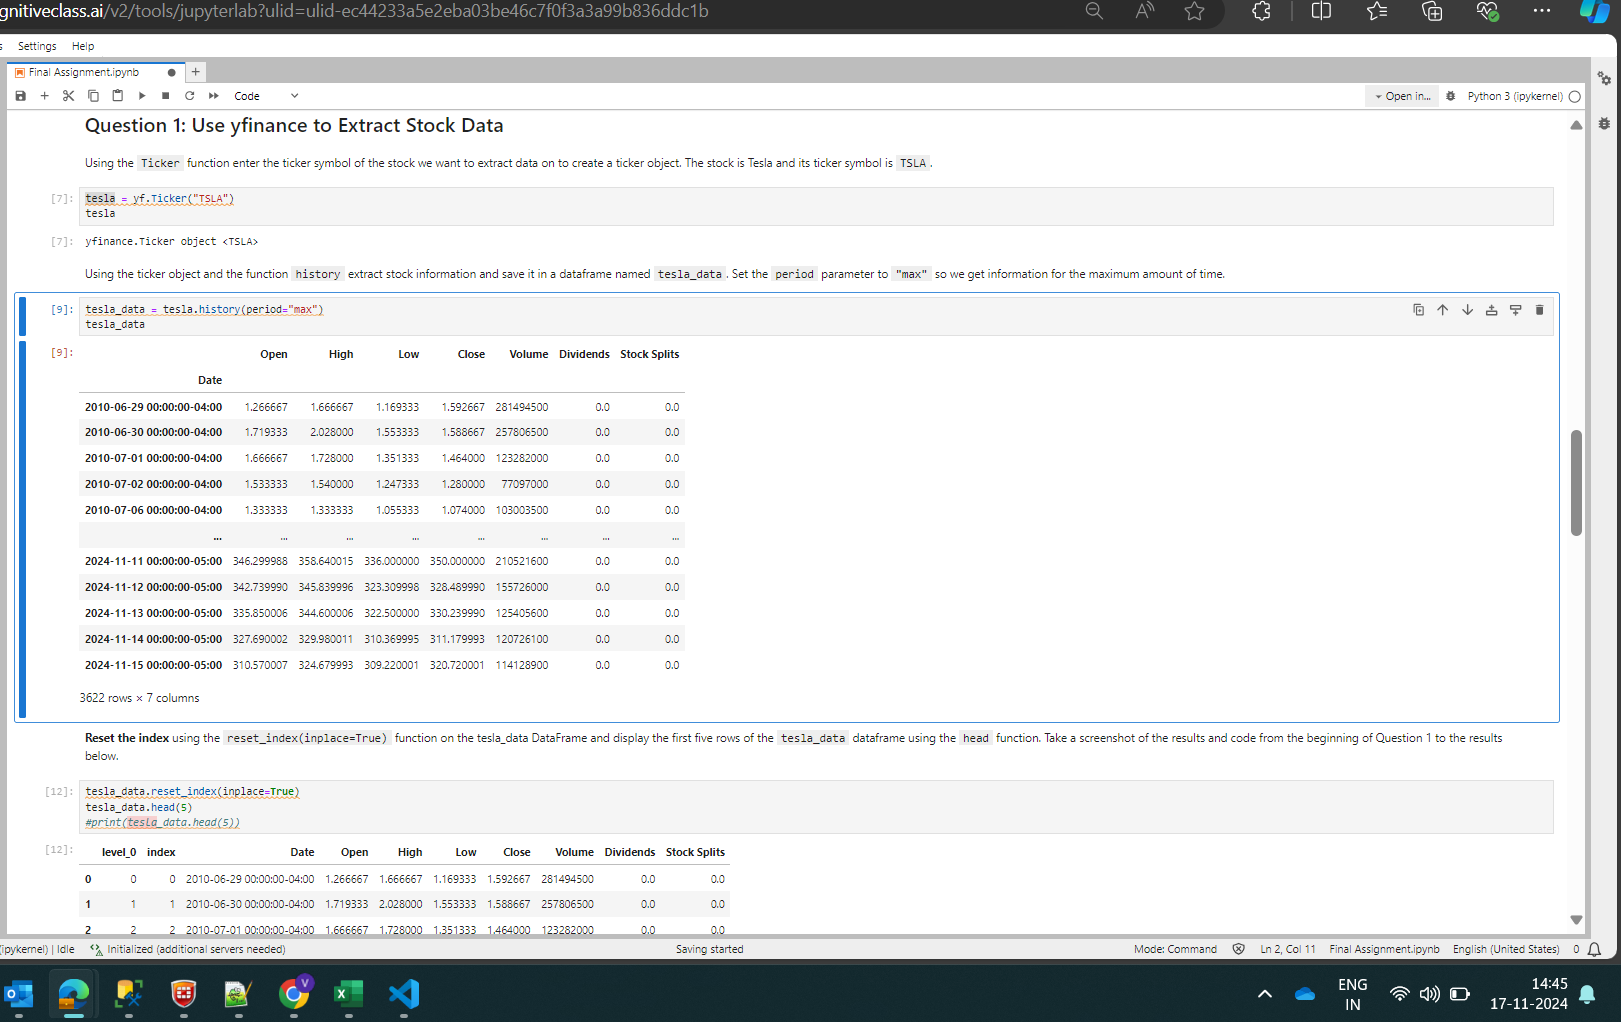 gnitiveclass.ai/v2/tools/jupyterlab?ulid=ulid-ec44233a5e2eba03be46c7f0f3a3a99b836ddc1b
s Settings Help
Final Assignment.ipynb
Code
Open in...
Python 3 (ipykernel)
Question 1: Use yfinance to Extract Stock Data
Using the Ticker function enter the ticker symbol of the stock we want to extract data on to create a ticker object. The stock is Tesla and its ticker symbol is TSLA .
[7]: tesla = yf.Ticker("TSLA")
tesla
[7]: yfinance.Ticker object <TSLA>
Using the ticker object and the function history extract stock information and save it in a dataframe named tesla_data . Set the period parameter to "max" so we get information for the maximum amount of time.
[9]: tesla_data = tesla.history(period="max")
tesla_data
[9]: Open High Low Close Volume Dividends Stock Splits
Date
2010-06-29 00:00:00-04:00 1.266667 1.666667 1.169333 1.592667 281494500 0.0 0.0
2010-06-30 00:00:00-04:00 1.719333 2.028000 1.553333 1.588667 257806500 0.0 0.0
2010-07-01 00:00:00-04:00 1.666667 1.728000 1.351333 1.464000 123282000 0.0 0.0
2010-07-02 00:00:00-04:00 1.533333 1.540000 1.247333 1.280000 77097000 0.0 0.0
2010-07-06 00:00:00-04:00 1.333333 1.333333 1.055333 1.074000 103003500 0.0 0.0
... ... ... ... ... ... ... ...
2024-11-11 00:00:00-05:00 346.299988 358.640015 336.000000 350.000000 210521600 0.0 0.0
2024-11-12 00:00:00-05:00 342.739990 345.839996 323.309998 328.489990 155726000 0.0 0.0
2024-11-13 00:00:00-05:00 335.850006 344.600006 322.500000 330.239990 125405600 0.0 0.0
2024-11-14 00:00:00-05:00 327.690002 329.980011 310.369995 311.179993 120726100 0.0 0.0
2024-11-15 00:00:00-05:00 310.570007 324.679993 309.220001 320.720001 114128900 0.0 0.0
3622 rows × 7 columns
Reset the index using the reset_index(inplace=True) function on the tesla_data DataFrame and display the first five rows of the tesla_data dataframe using the head function. Take a screenshot of the results and code from the beginning of Question 1 to the results
below.
[12]: tesla_data.reset_index(inplace=True)
tesla_data.head(5)
#print(tesla_data.head(5))
[12]: level_0 index Date Open High Low Close Volume Dividends Stock Splits
0 0 0 2010-06-29 00:00:00-04:00 1.266667 1.666667 1.169333 1.592667 281494500 0.0 0.0
1 1 1 2010-06-30 00:00:00-04:00 1.719333 2.028000 1.553333 1.588667 257806500 0.0 0.0
2 2 2 2010-07-01 00:00:00-04:00 1.666667 1.728000 1.351333 1.464000 123282000 0.0 0.0
(ipykernel) | Idle Initialized (additional servers needed) Saving started Mode: Command Ln 2, Col 11 Final Assignment.ipynb English (United States) 0
ENG
IN
14:45
17-11-2024